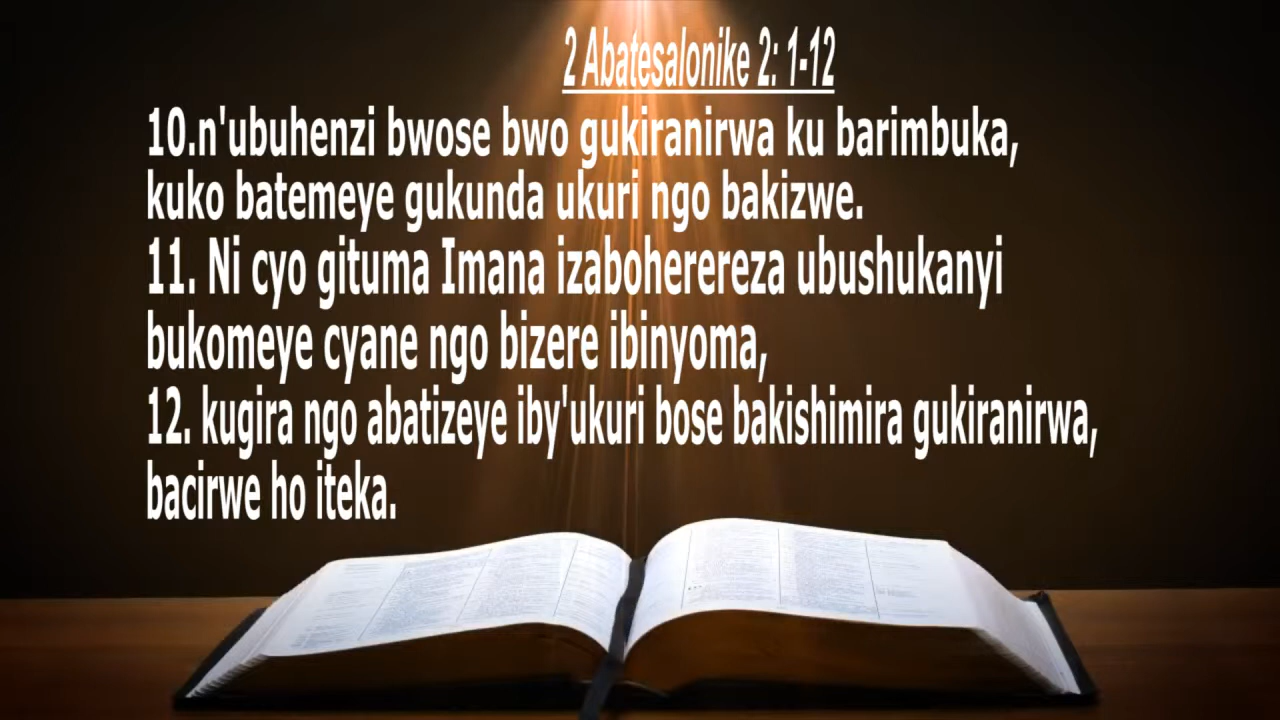 2 Abatesalonike 2: 1-12
10.n'ubuhenzi bwose bwo gukiranirwa ku barimbuka,
kuko batemeye gukunda ukuri ngo bakizwe.
11. Ni cyo gituma Imana izaboherereza ubushukanyi
bukomeye cyane ngo bizere ibinyoma,
12. kugira ngo abatizeye iby'ukuri bose bakishimira gukiranirwa,
bacirwe ho iteka.